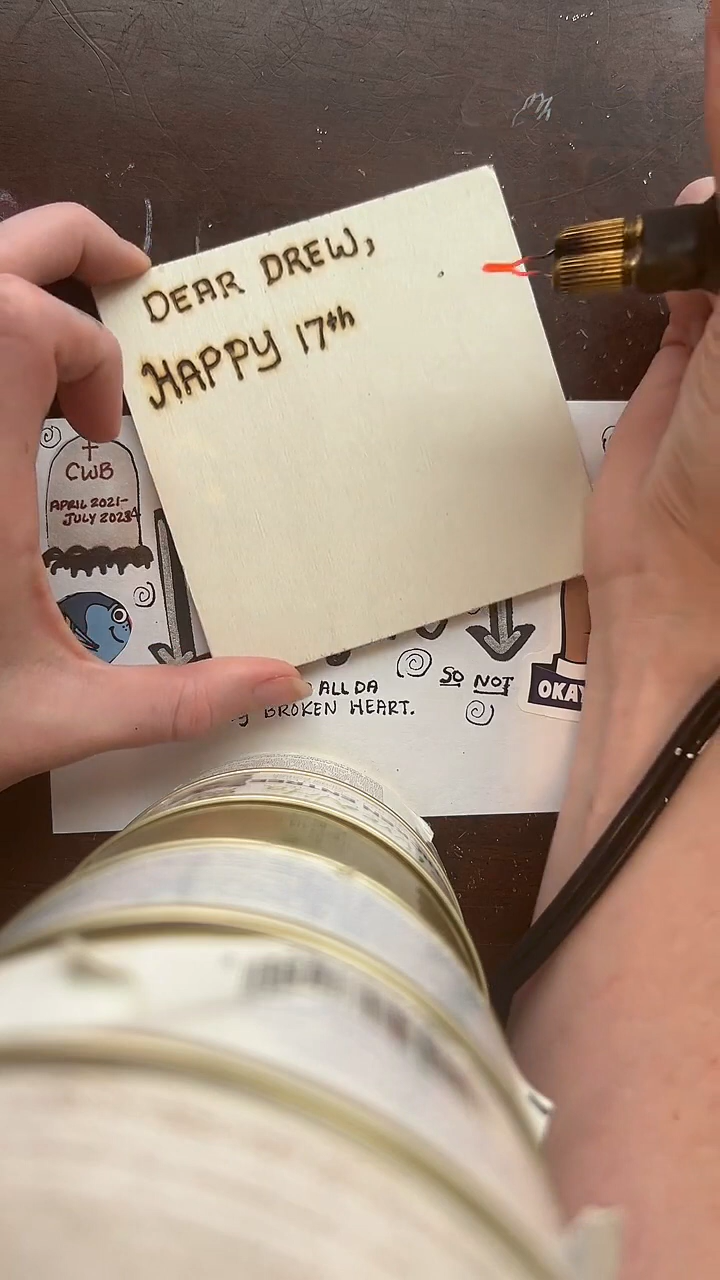 DEAR DREW,
HAPPY 17th
CWB
APRIL 2021-
JULY 2023
ALL DA
SO NOT
BROKEN HEART.
OKAY